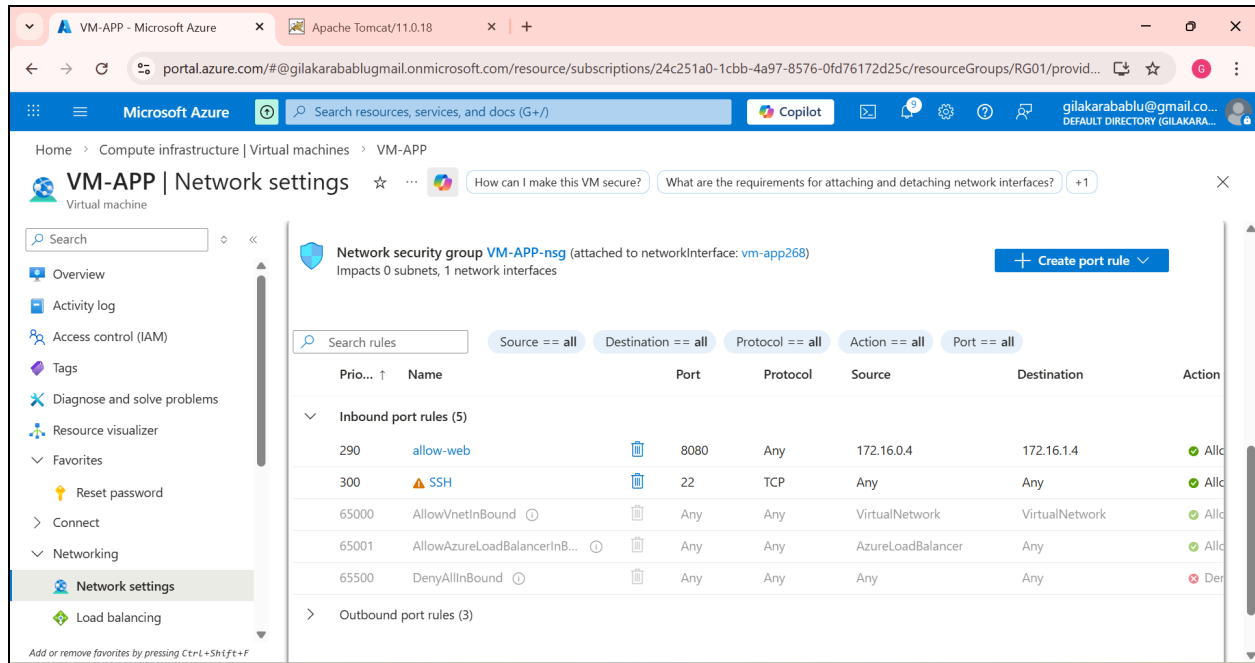 VM-APP - Microsoft Azure
Apache Tomcat/11.0.18
portal.azure.com/#@gilakarabablugmail.onmicrosoft.com/resource/subscriptions/24c251a0-1cbb-4a97-8576-0fd76172d25c/resourceGroups/RG01/provid...
G
Microsoft Azure
Search resources, services, and docs (G+/)
Copilot
9
gilakarabablu@gmail.co...
DEFAULT DIRECTORY (GILAKARA...
Home > Compute infrastructure | Virtual machines > VM-APP
VM-APP | Network settings
How can I make this VM secure?
What are the requirements for attaching and detaching network interfaces?
+1
Virtual machine
Search
Overview
Activity log
Access control (IAM)
Tags
Diagnose and solve problems
Resource visualizer
Favorites
Reset password
Connect
Networking
Network settings
Load balancing
Add or remove favorites by pressing Ctrl+Shift+F
Network security group VM-APP-nsg (attached to networkInterface: vm-app268)
Impacts 0 subnets, 1 network interfaces
Create port rule
Search rules
Source == all
Destination == all
Protocol == all
Action == all
Port == all
Prio... ↑ Name Port Protocol Source Destination Action
Inbound port rules (5)
290 allow-web 8080 Any 172.16.0.4 172.16.1.4 Allo
300 SSH 22 TCP Any Any Allo
65000 AllowVnetInBound Any Any VirtualNetwork VirtualNetwork Allo
65001 AllowAzureLoadBalancerInB... Any Any AzureLoadBalancer Any Allo
65500 DenyAllInBound Any Any Any Any Den
Outbound port rules (3)